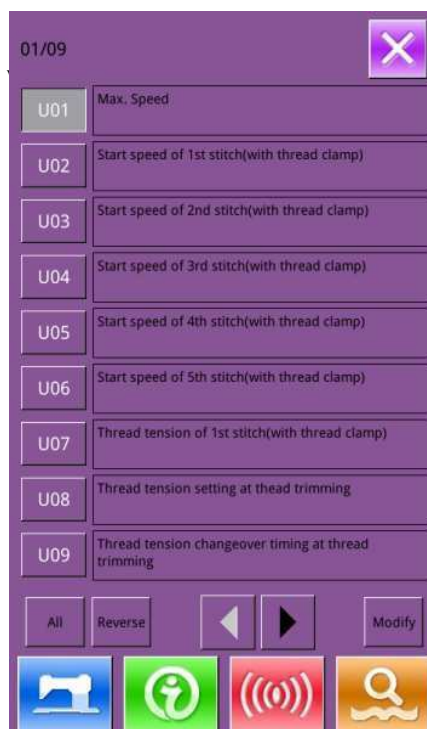 01/09
U01
Max. Speed
U02
Start speed of 1st stitch(with thread clamp)
U03
Start speed of 2nd stitch(with thread clamp)
U04
Start speed of 3rd stitch(with thread clamp)
U05
Start speed of 4th stitch(with thread clamp)
U06
Start speed of 5th stitch(with thread clamp)
U07
Thread tension of 1st stitch(with thread clamp)
U08
Thread tension setting at thead trimming
U09
Thread tension changeover timing at thread
trimming
All
Reverse
Modify